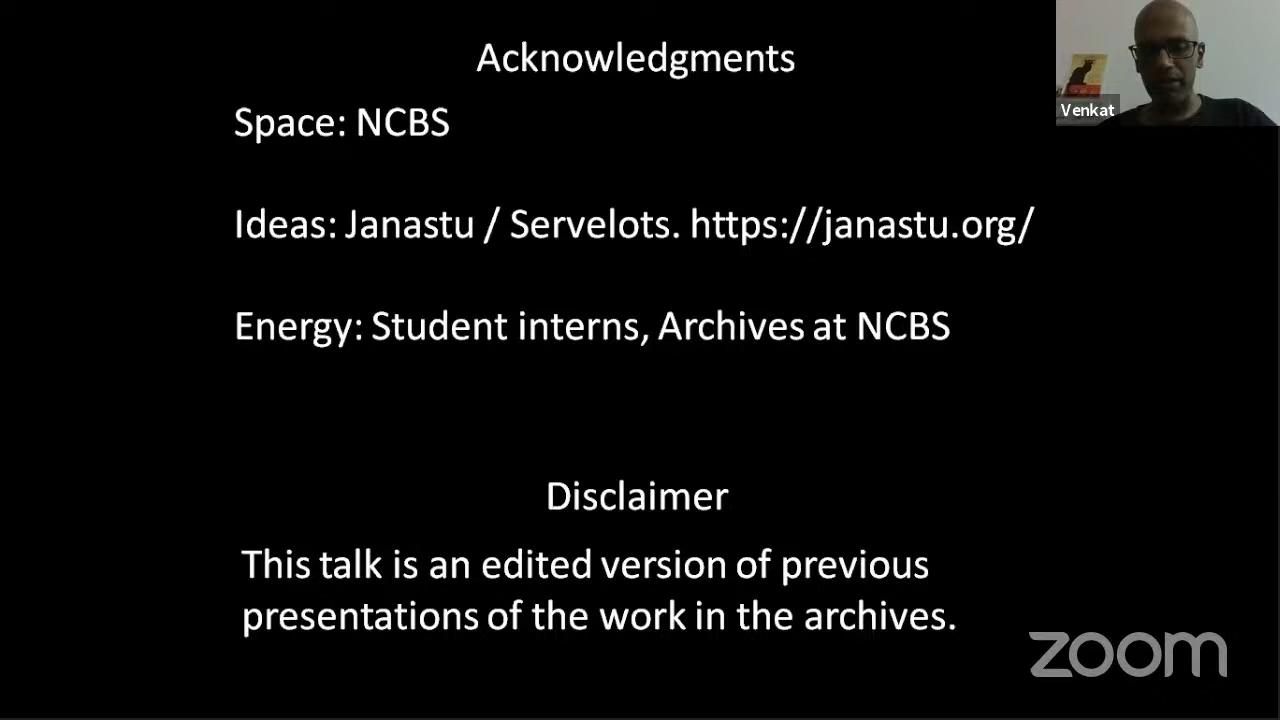 Acknowledgments
Space: NCBS
Ideas: Janastu / Servelots. https://janastu.org/
Energy: Student interns, Archives at NCBS
Disclaimer
This talk is an edited version of previous
presentations of the work in the archives.
Venkat
zoom